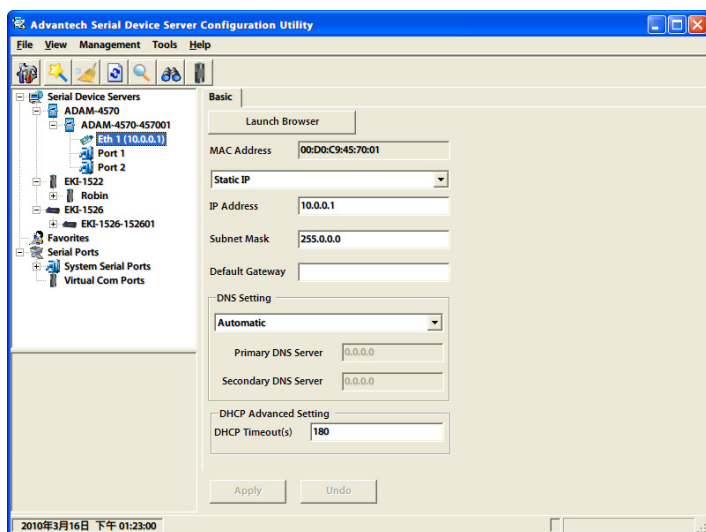 Advantech Serial Device Server Configuration Utility
File View Management Tools Help
Serial Device Servers
ADAM-4570
ADAM-4570-457001
Eth 1 (10.0.0.1)
Port 1
Port 2
EKI-1522
Robin
EKI-1526
EKI-1526-152601
Favorites
Serial Ports
System Serial Ports
Virtual Com Ports
Basic
Launch Browser
MAC Address 00:D0:C9:45:70:01
Static IP
IP Address 10.0.0.1
Subnet Mask 255.0.0.0
Default Gateway
DNS Setting
Automatic
Primary DNS Server 0.0.0.0
Secondary DNS Server 0.0.0.0
DHCP Advanced Setting
DHCP Timeout(s) 180
Apply Undo
2010年3月16日 下午 01:23:00